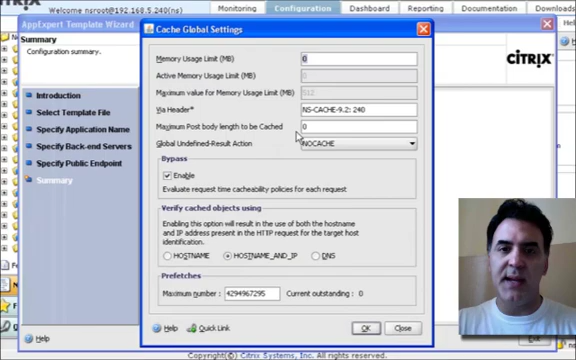 Welcome nsroot@192.168.5.240(ns)
Monitoring
Configuration
Dashboard
Reporting
Documentation
Downloads
AppExpert Template Wizard
Summary
Configuration summary.
CİTRIX
Introduction
Select Template File
Specify Application Name
Specify Back-end Servers
Specify Public Endpoint
Summary
Help
Cache Global Settings
Memory Usage Limit (MB)
0
Active Memory Usage Limit (MB)
0
Maximum value for Memory Usage Limit (MB)
512
Via Header*
NS-CACHE-9.2: 240
Maximum Post body length to be Cached
0
Global Undefined-Result Action
NOCACHE
Bypass
Enable
Evaluate request time cacheability policies for each request
Verify cached objects using
Enabling this option will result in the use of both the hostname
and IP address present in the HTTP request for the target host
identification.
HOSTNAME
HOSTNAME_AND_IP
DNS
Prefetches
Maximum number :
4294967295
Current outstanding : 0
Help
Quick Link
OK
Close
Copyright(C) Citrix Systems, Inc.